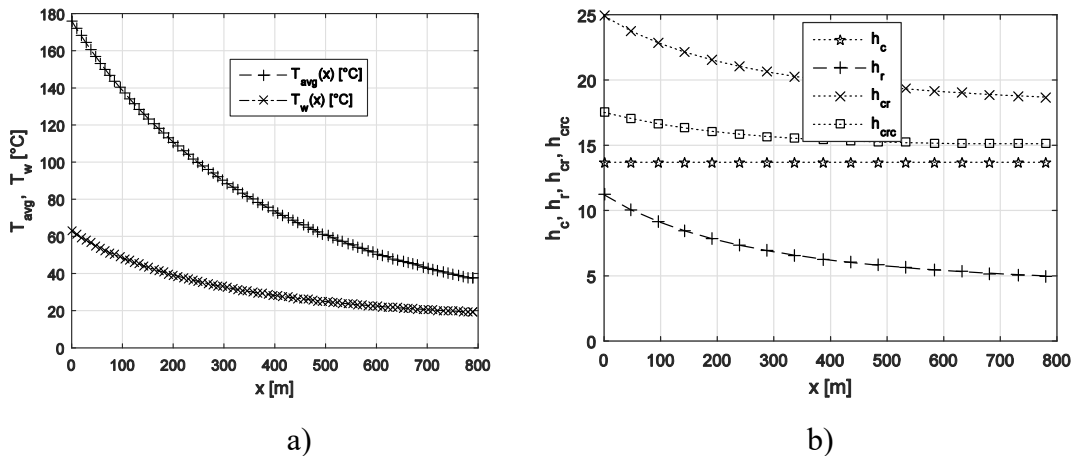 180
160
140
120
100
80
60
40
20
0
T_avg, T_w [°C]
T_avg(x) [°C]
T_w(x) [°C]
0 100 200 300 400 500 600 700 800
x [m]
a)
25
20
15
10
5
0
h_c, h_r, h_cr, h_crc
h_c
h_r
h_cr
h_crc
0 100 200 300 400 500 600 700 800
x [m]
b)